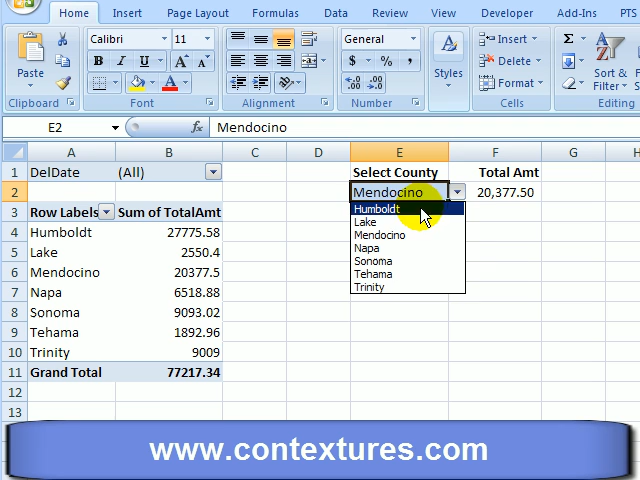 Home Insert Page Layout Formulas Data Review View Developer Add-Ins PTS
Paste
Clipboard
Calibri 11
B I U
Font
Alignment
General
$ % ,
Number
Styles
Insert
Delete
Format
Cells
Σ
Sort &
Filter
Editing
E2 fx Mendocino
A B C D E F G H
1 DelDate (All) Select County Total Amt
2 Mendocino 20,377.50
3 Row Labels Sum of TotalAmt Humboldt
4 Humboldt 27775.58 Lake
5 Lake 2550.4 Mendocino
6 Mendocino 20377.5 Napa
7 Napa 6518.88 Sonoma
8 Sonoma 9093.02 Tehama
9 Tehama 1892.96 Trinity
10 Trinity 9009
11 Grand Total 77217.34
12
13
www.contextures.com